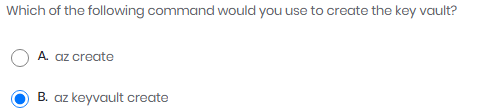 Which of the following command would you use to create the key vault?
A. az create
B. az keyvault create